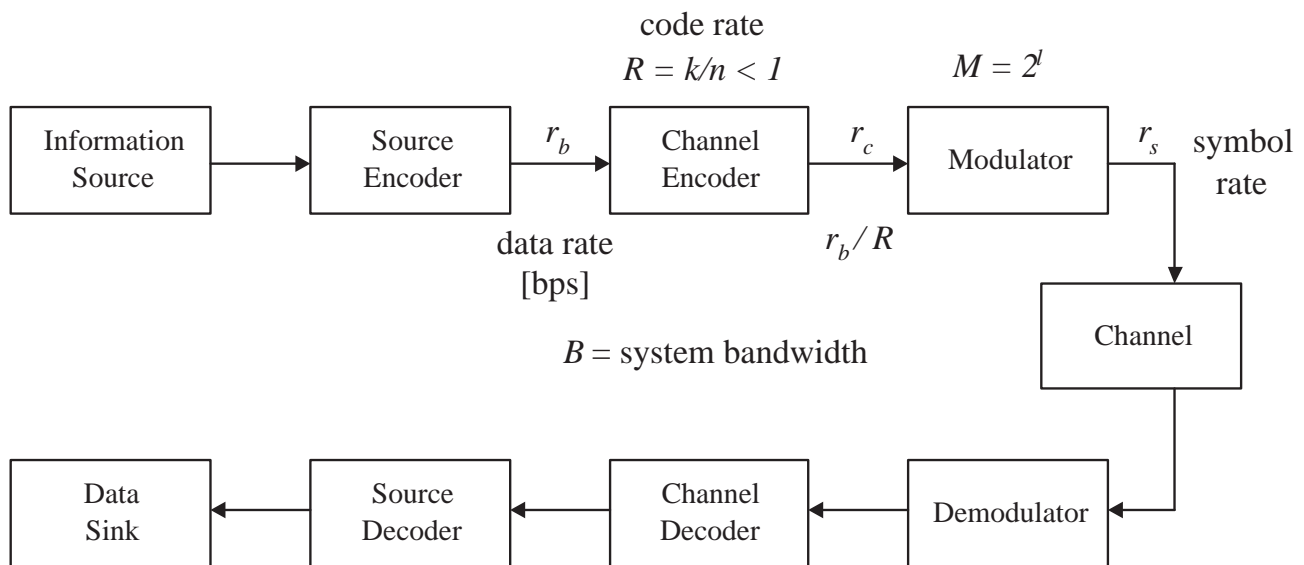 code rate
R = k/n < 1
M = 2^l
Information
Source
Source
Encoder
r_b
Channel
Encoder
r_c
Modulator
r_s
symbol
rate
data rate
[bps]
r_b / R
Channel
B = system bandwidth
Data
Sink
Source
Decoder
Channel
Decoder
Demodulator